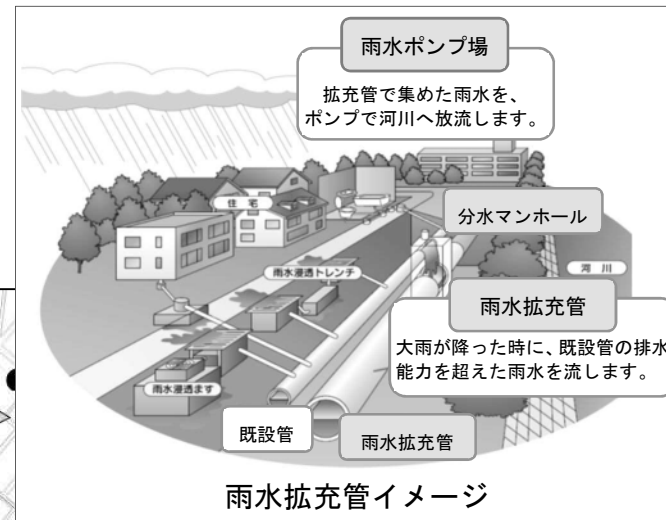 雨水ポンプ場
拡充管で集めた雨水を、
ポンプで河川へ放流します。
住宅
分水マンホール
雨水浸透トレンチ
河川
雨水拡充管
大雨が降った時に、既設管の排水
能力を超えた雨水を流します。
雨水浸透ます
既設管
雨水拡充管
雨水拡充管イメージ